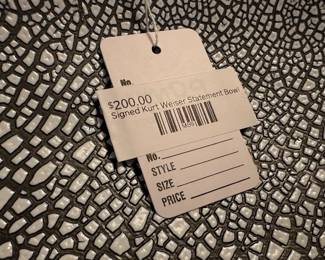 No.
$200.00
Signed Kurt Weiser Statement Bowl
No.
STYLE
SIZE
PRICE